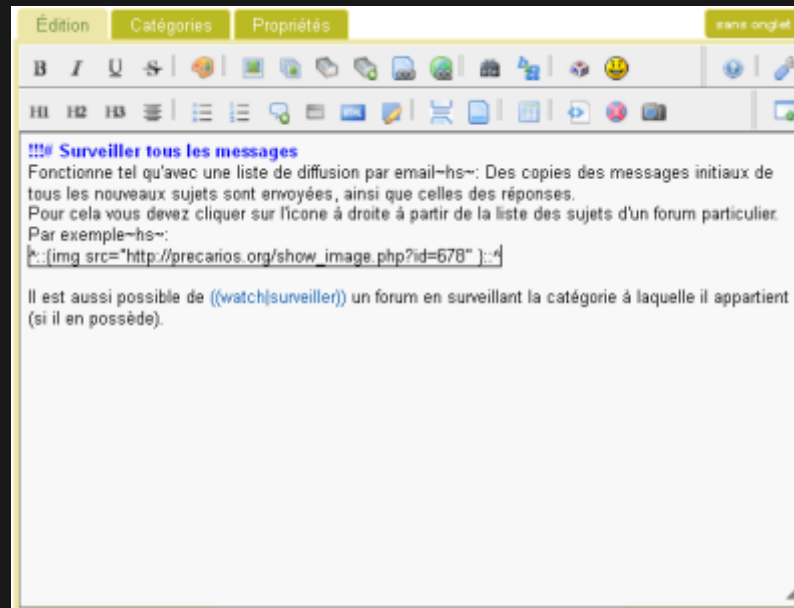 Édition Catégories Propriétés sans onglet
B I U S
H1 H2 H3
!!!# Surveiller tous les messages
Fonctionne tel qu'avec une liste de diffusion par email~hs~: Des copies des messages initiaux de
tous les nouveaux sujets sont envoyées, ainsi que celles des réponses.
Pour cela vous devez cliquer sur l'icone á droite á partir de la liste des sujets d'un forum particulier.
Par exemple~hs~:
^::{img src="http://precarios.org/show_image.php?id=678" }::^
Il est aussi possible de ((watch|surveiller)) un forum en surveillant la catégorie à laquelle il appartient
(si il en possède).